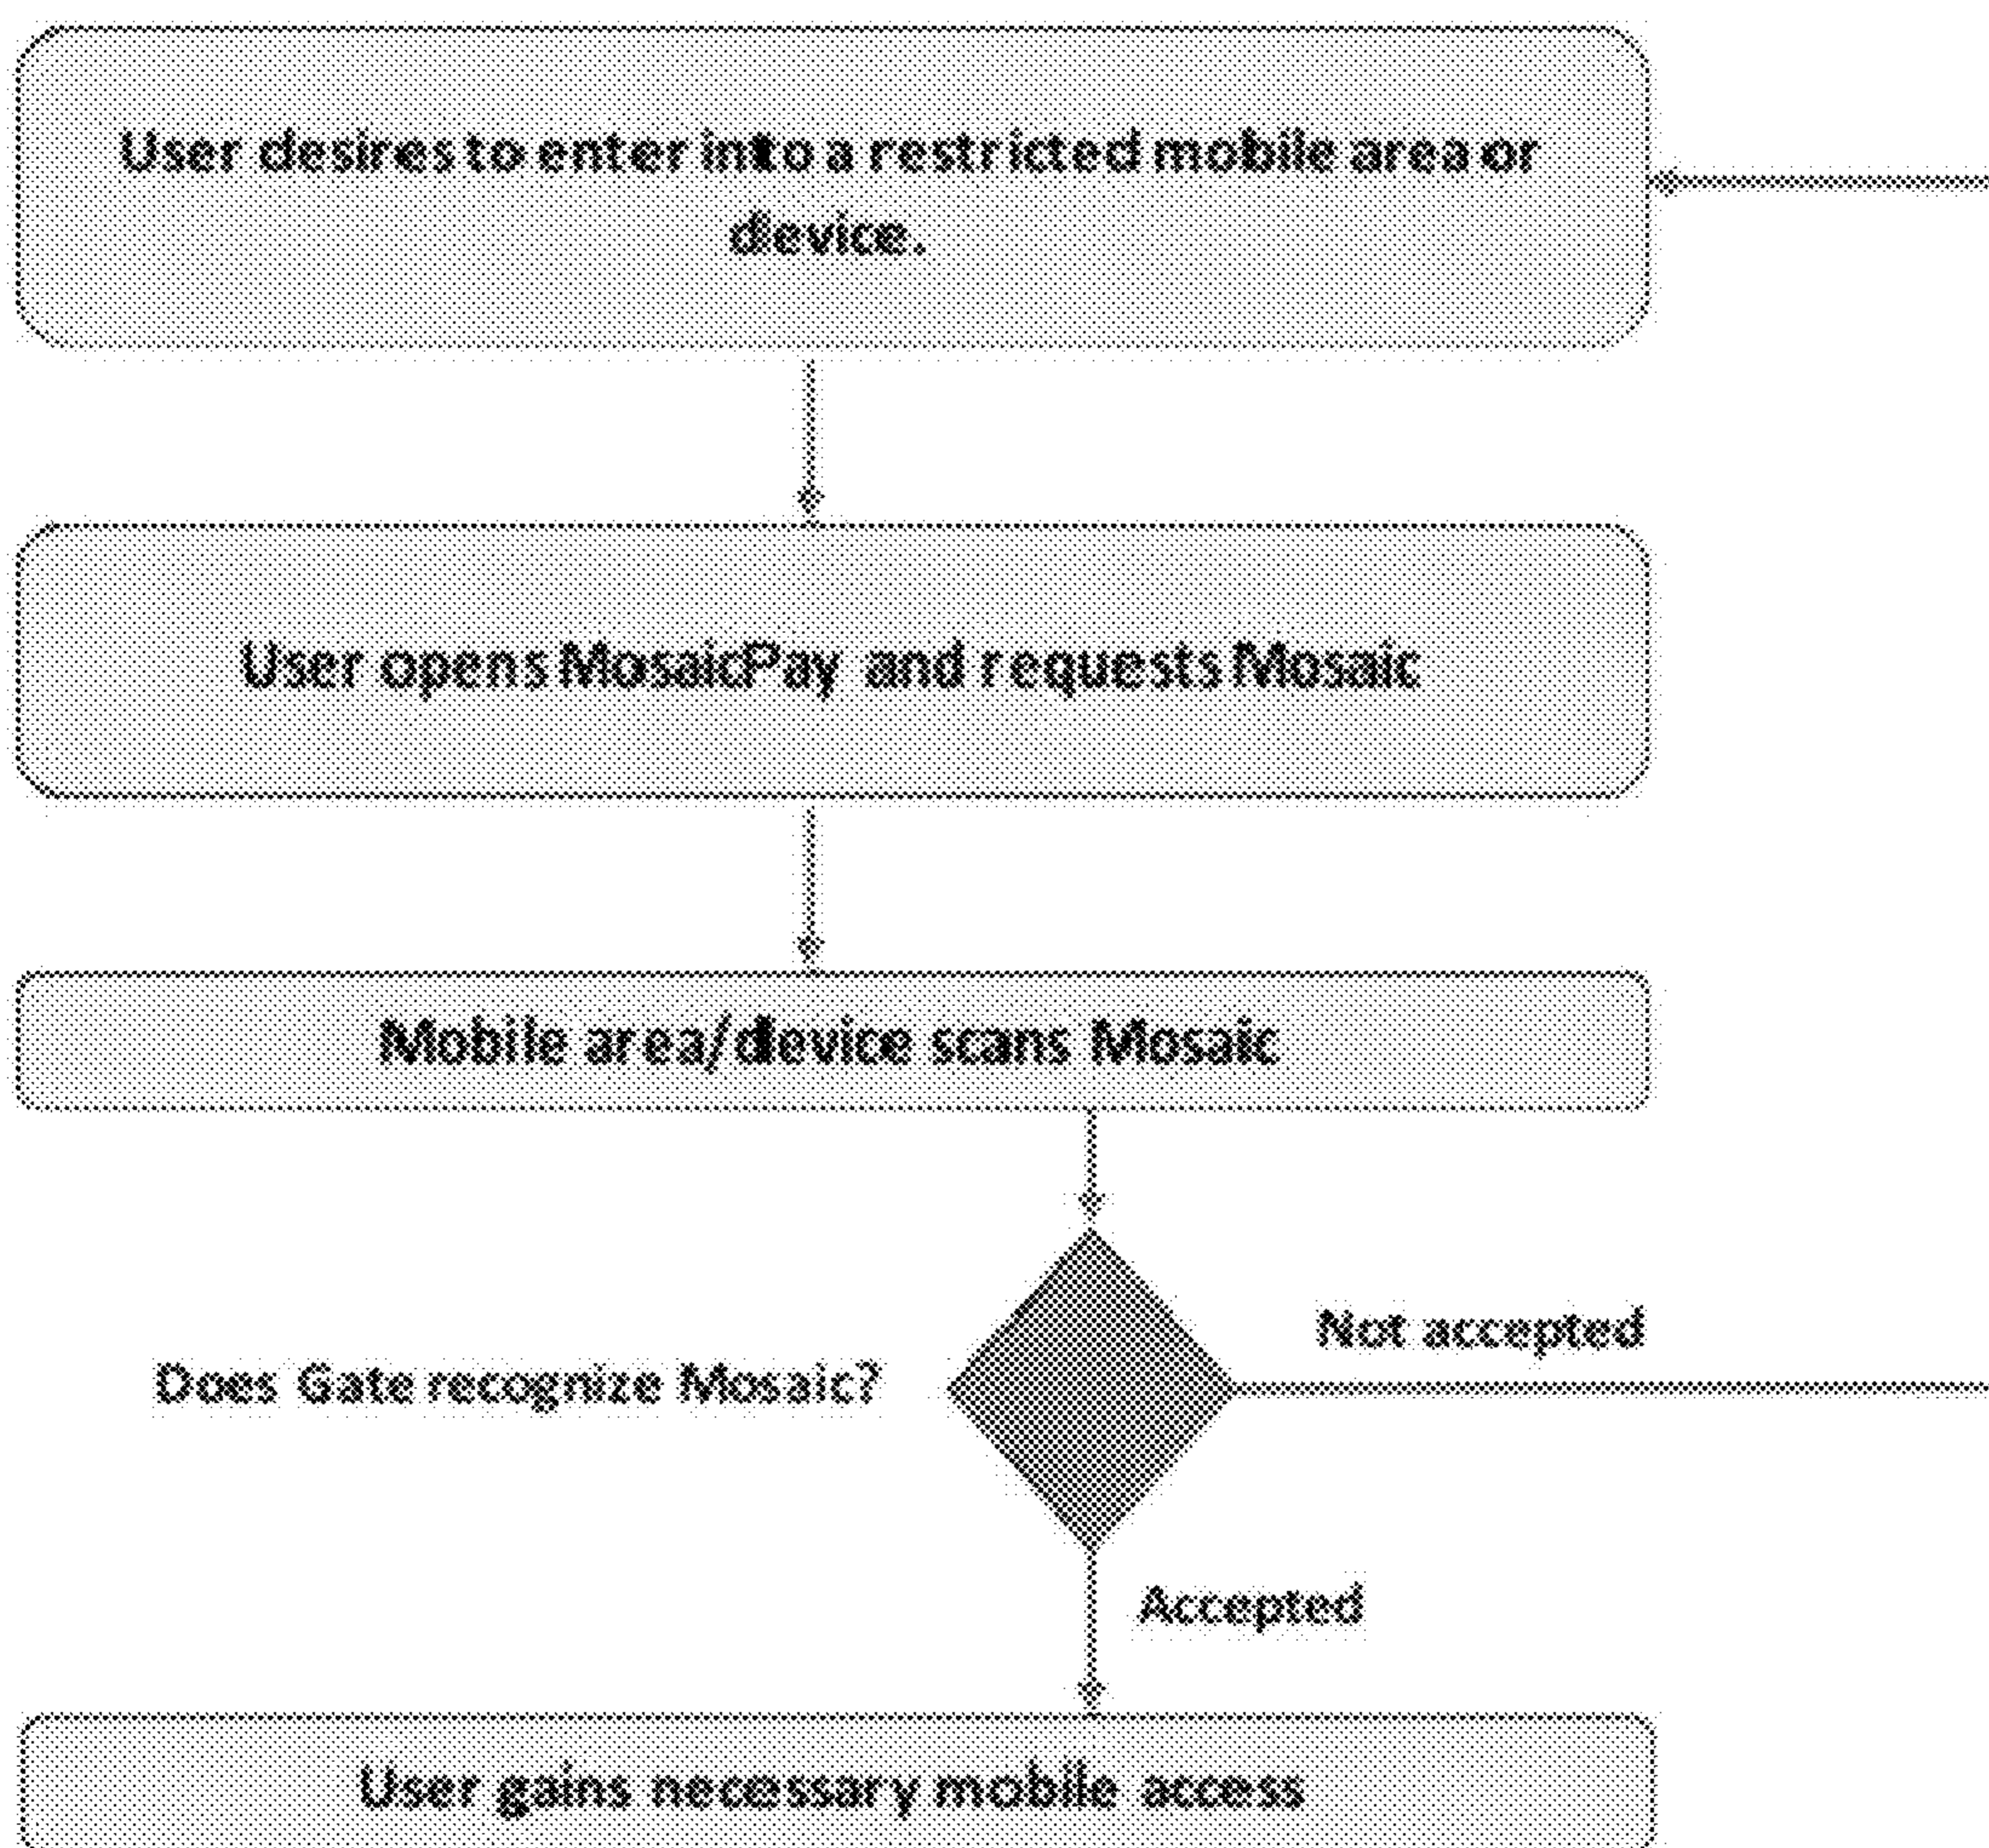 User desires to enter into a restricted mobile area or
device.
User opens MosaicPay and requests Mosaic
Mobile area/device scans Mosaic
Not accepted
Does Gate recognize Mosaic?
Accepted
User gains necessary mobile access